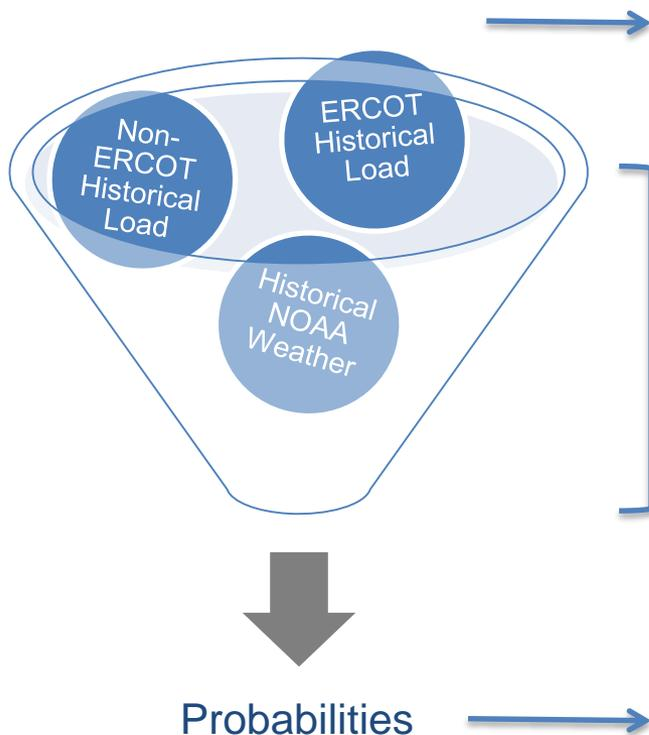 Non-
ERCOT
Historical
Load
ERCOT
Historical
Load
Historical
NOAA
Weather
Probabilities